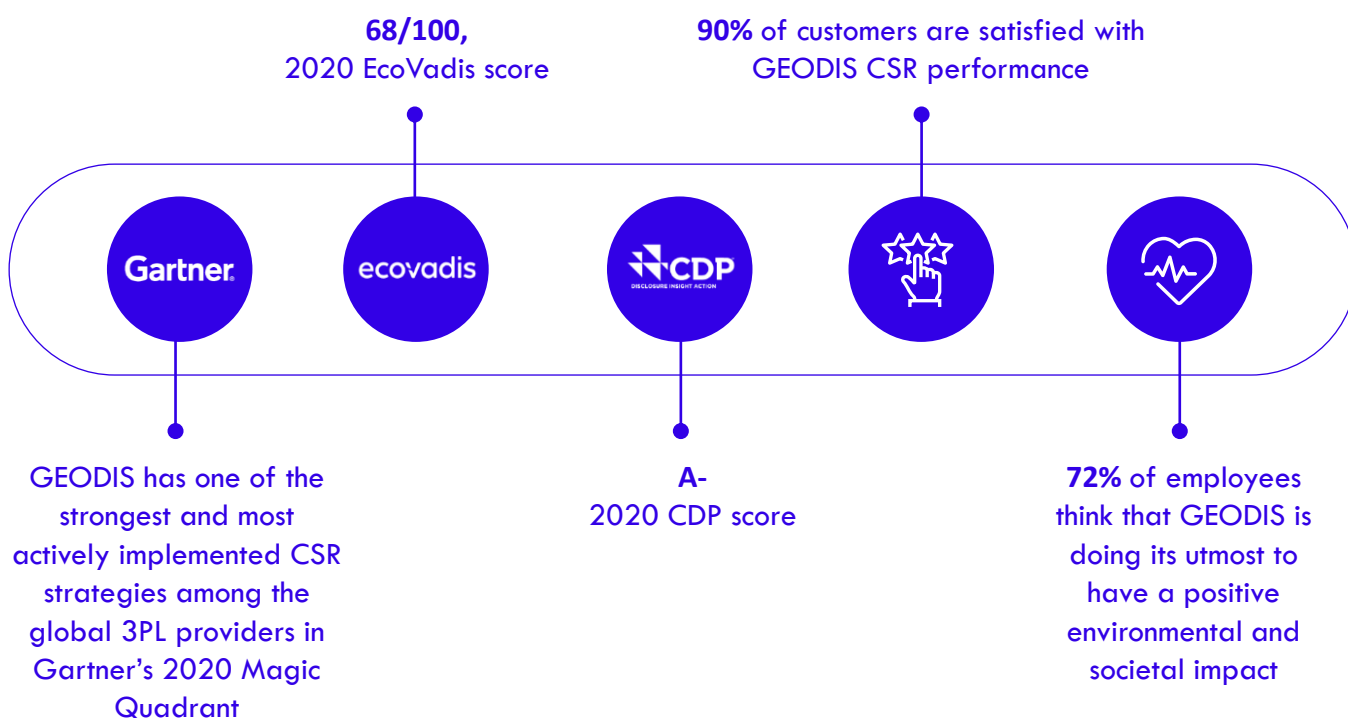 68/100,
2020 EcoVadis score
90% of customers are satisfied with
GEODIS CSR performance
Gartner®
ecovadis
CDP
DISCLOSURE INSIGHT ACTION
GEODIS has one of the
strongest and most
actively implemented CSR
strategies among the
global 3PL providers in
Gartner’s 2020 Magic
Quadrant
A-
2020 CDP score
72% of employees
think that GEODIS is
doing its utmost to
have a positive
environmental and
societal impact